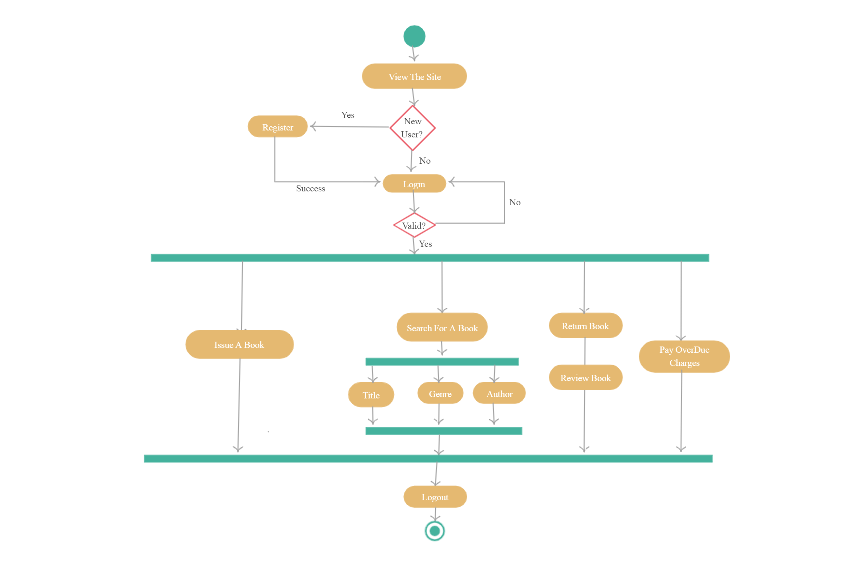 View The Site
New
User?
Yes
Register
No
Login
Success
No
Valid?
Yes
Issue A Book
Search For A Book
Return Book
Pay OverDue
Charges
Review Book
Title
Genre
Author
Logout